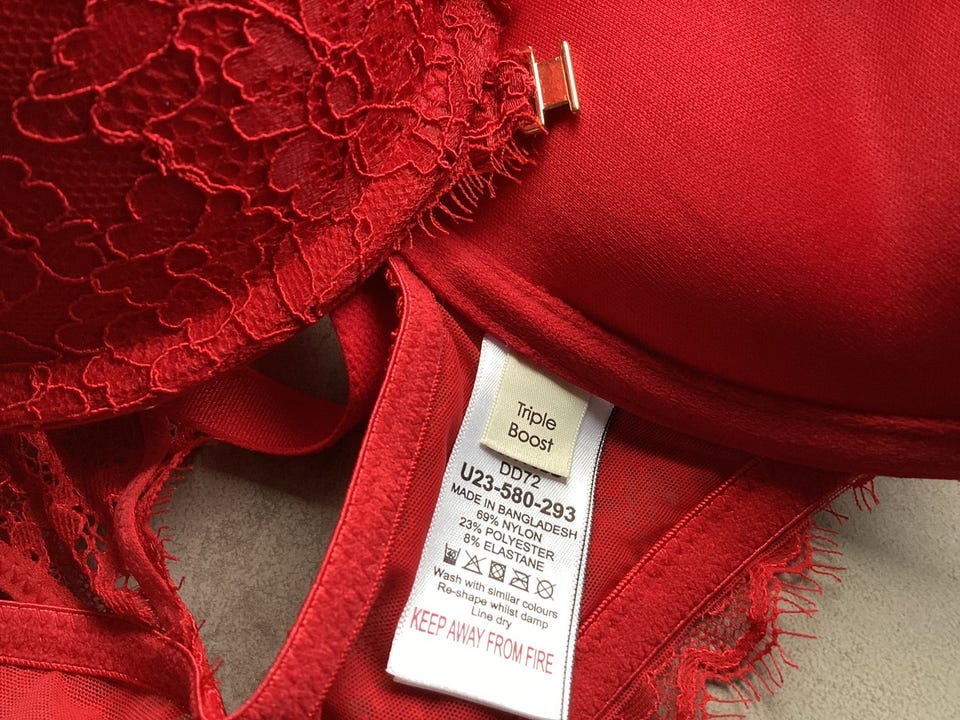 Triple
Boost
DD72
U23-580-293
MADE IN BANGLADESH
69% NYLON
23% POLYESTER
8% ELASTANE
Wash with similar colours
Re-shape whilst damp
Line dry
KEEP AWAY FROM FIRE